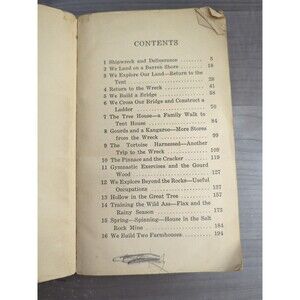 CONTENTS
1 Shipwreck and Deliverance . . . 5
2 We Land on a Barren Shore . . . 18
3 We Explore Our Land—Return to the
Tent . . . 28
4 Return to the Wreck . . . 41
5 We Build a Bridge . . . 58
6 We Cross Our Bridge and Construct a
Ladder . . . 70
7 The Tree House—a Family Walk to
Tent House . . . 84
8 Gourds and a Kangaroo—More Stores
from the Wreck . . . 99
9 The Tortoise Harnessed—Another
Trip to the Wreck . . . 110
10 The Pinnace and the Cracker . . . 119
11 Gymnastic Exercises and the Gourd
Wood . . . 127
12 We Explore Beyond the Rocks—Useful
Occupations . . . 137
13 Hollow in the Great Tree . . . 157
14 Training the Wild Ass—Flax and the
Rainy Season . . . 175
15 Spring—Spinning—House in the Salt
Rock Mine . . . 184
16 We Build Two Farmhouses . . . 194